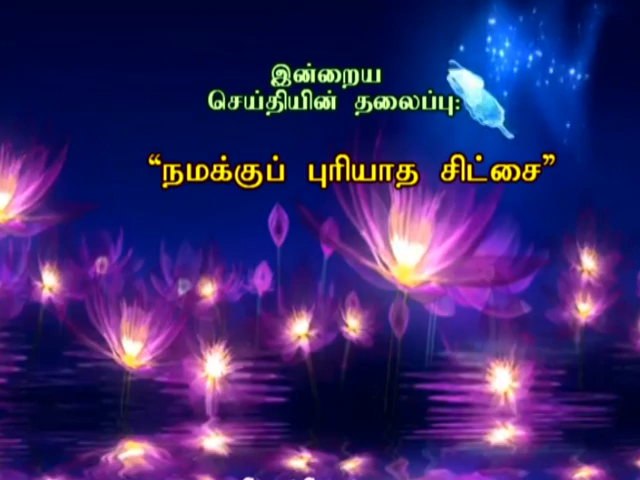 இன்றைய
செய்தியின் தலைப்பு:
“நமக்குப் புரியாத சிட்சை”